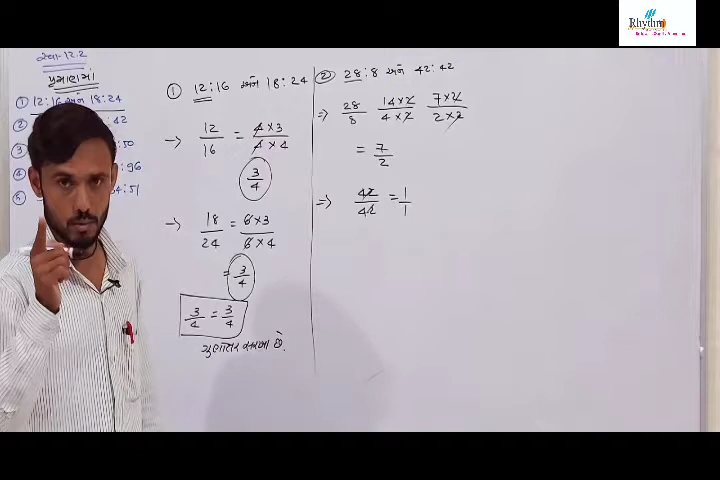 Rhythm
સ્વા-12.2
પ્રમાણમાં
① 12:16 અને 18:24
②
③
④
⑤
① 12:16 અને 18:24
→ 12/16 = 4×3/4×4
3/4
→ 18/24 = 6×3/6×4
= 3/4
3/4 = 3/4
ગુણોત્તર સરખા છે.
② 28:8 અને 42:42
⇒ 28/8 14×2/4×2 7×2/2×2
= 7/2
⇒ 42/42 = 1/1